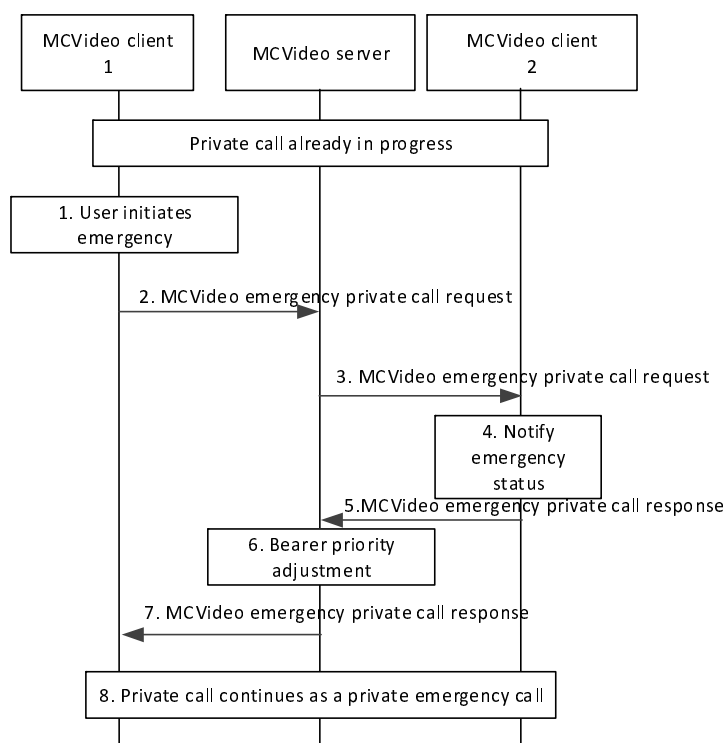 MCVideo client
1
MCVideo server
MCVideo client
2
Private call already in progress
1. User initiates
emergency
2. MCVideo emergency private call request
3. MCVideo emergency private call request
4. Notify
emergency
status
5.MCVideo emergency private call response
6. Bearer priority
adjustment
7. MCVideo emergency private call response
8. Private call continues as a private emergency call